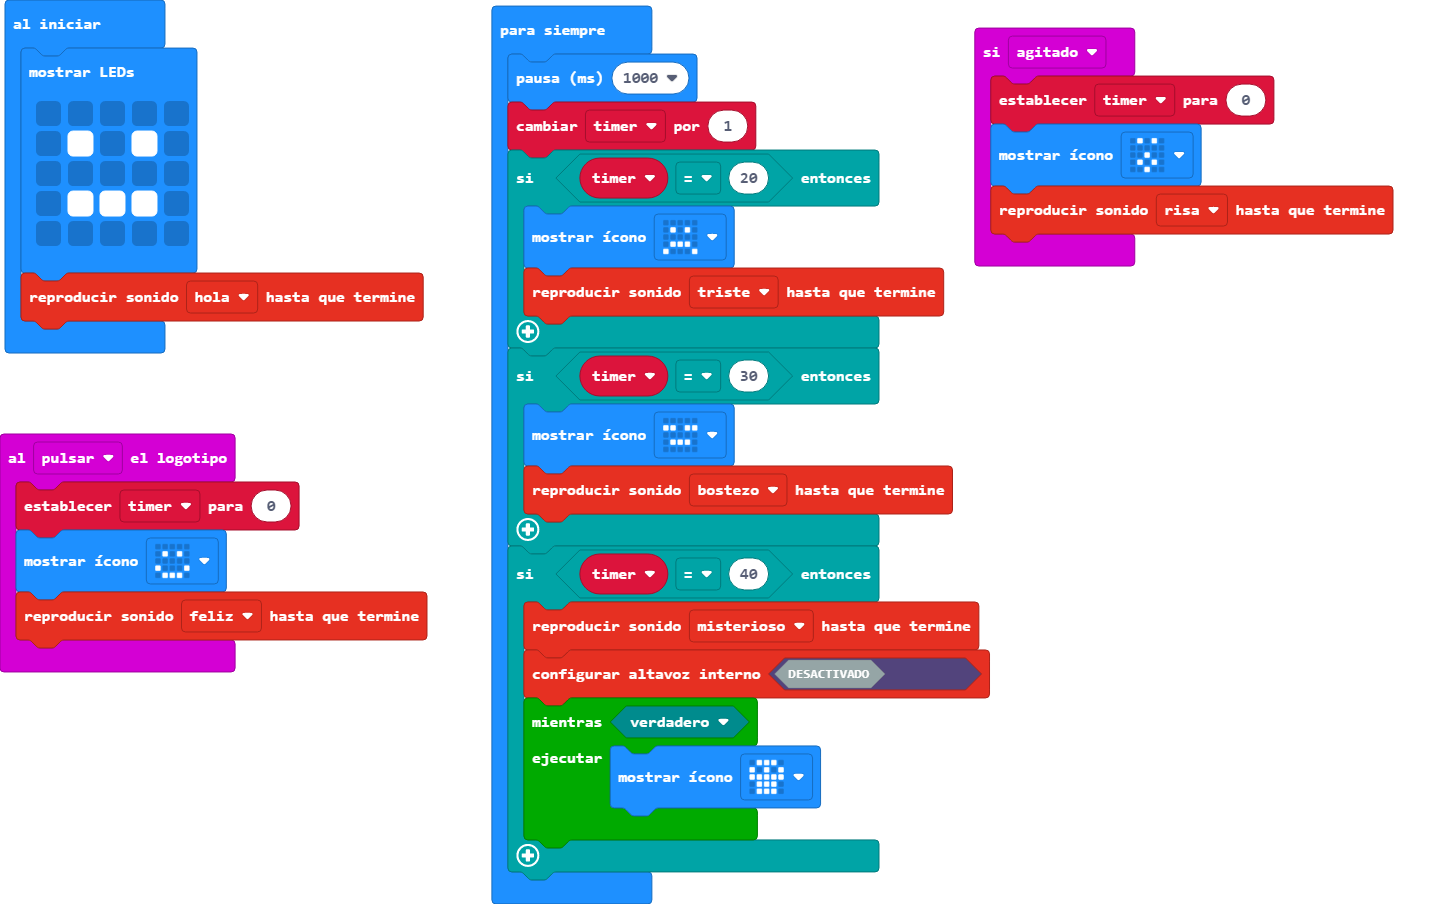 al iniciar
mostrar LEDs
reproducir sonido hola hasta que termine
al pulsar el logotipo
establecer timer para 0
mostrar ícono
reproducir sonido feliz hasta que termine
para siempre
pausa (ms) 1000
cambiar timer por 1
si timer = 20 entonces
mostrar ícono
reproducir sonido triste hasta que termine
si timer = 30 entonces
mostrar ícono
reproducir sonido bostezo hasta que termine
si timer = 40 entonces
reproducir sonido misterioso hasta que termine
configurar altavoz interno DESACTIVADO
mientras verdadero
ejecutar
mostrar ícono
si agitado
establecer timer para 0
mostrar ícono
reproducir sonido risa hasta que termine